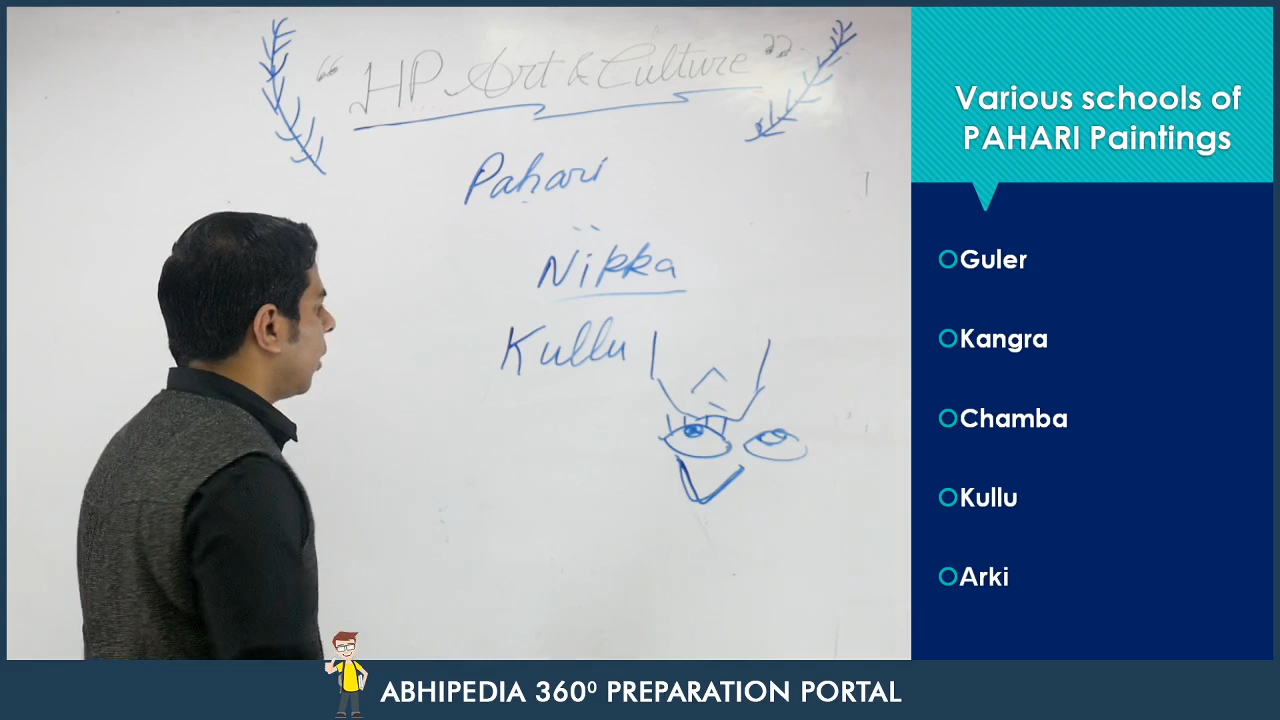 “ HP Art & Culture ”
Pahari
Nikka
Kullu
Various schools of
PAHARI Paintings
Guler
Kangra
Chamba
Kullu
Arki
ABHIPEDIA 360⁰ PREPARATION PORTAL